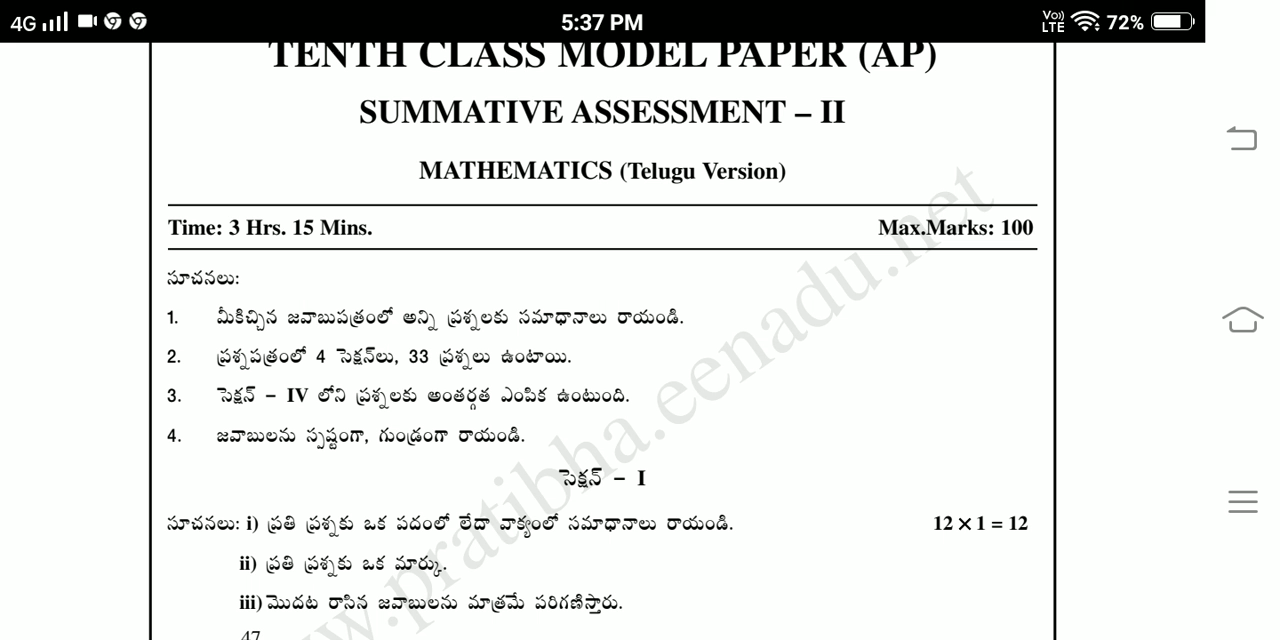 4G 5:37 PM Vo) LTE 72%
TENTH CLASS MODEL PAPER (AP)
SUMMATIVE ASSESSMENT – II
MATHEMATICS (Telugu Version)
Time: 3 Hrs. 15 Mins. Max.Marks: 100
సూచనలు:
1. మీకిచ్చిన జవాబుపత్రంలో అన్ని ప్రశ్నలకు సమాధానాలు రాయండి.
2. ప్రశ్నపత్రంలో 4 సెక్షన్‌లు, 33 ప్రశ్నలు ఉంటాయి.
3. సెక్షన్ – IV లోని ప్రశ్నలకు అంతర్గత ఎంపిక ఉంటుంది.
4. జవాబులను స్పష్టంగా, గుండ్రంగా రాయండి.
సెక్షన్ – I
సూచనలు: i) ప్రతి ప్రశ్నకు ఒక పదంలో లేదా వాక్యంలో సమాధానాలు రాయండి. 12 × 1 = 12
ii) ప్రతి ప్రశ్నకు ఒక మార్కు.
iii) మొదట రాసిన జవాబులను మాత్రమే పరిగణిస్తారు.
47
www.pratibha.eenadu.net